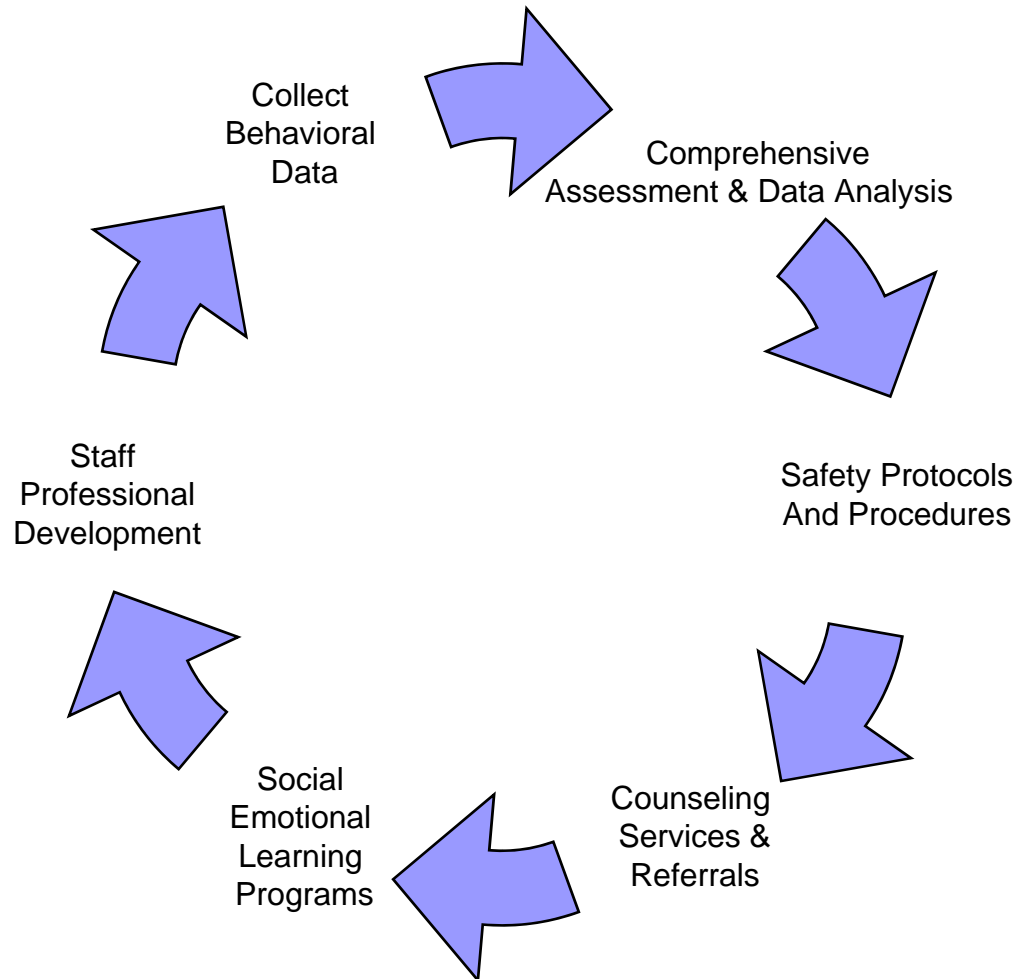 Collect
Behavioral
Data
Comprehensive
Assessment & Data Analysis
Safety Protocols
And Procedures
Counseling
Services &
Referrals
Social
Emotional
Learning
Programs
Staff
Professional
Development